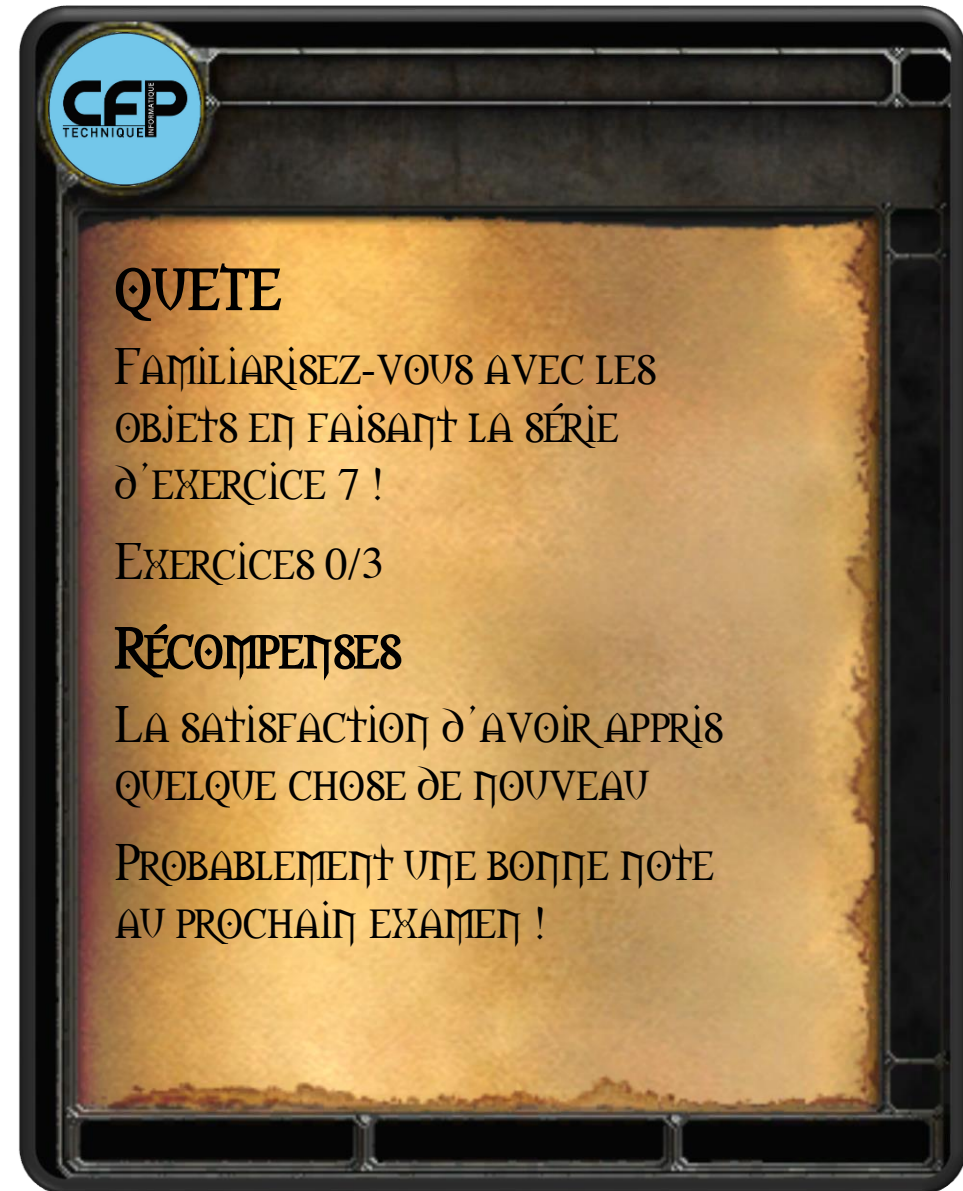 CFP
TECHNIQUE INFORMATIQUE
QUETE
Familiarisez-vous avec les
objets en faisant la série
d'exercice 7 !
Exercices 0/3
Récompenses
La satisfaction d'avoir appris
quelque chose de nouveau
Probablement une bonne note
au prochain examen !